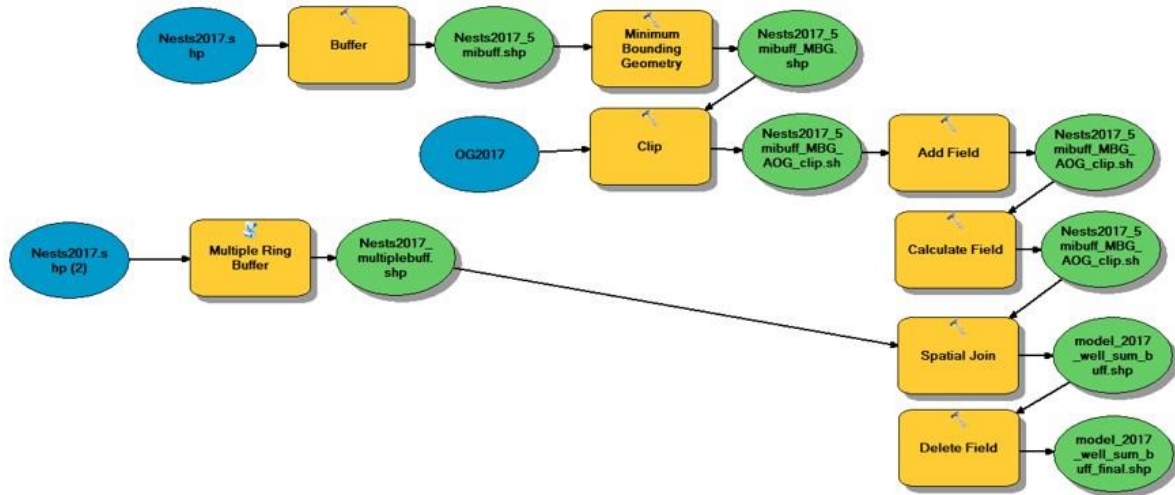 Nests2017.s
hp
Buffer
Nests2017_5
mibuff.shp
Minimum
Bounding
Geometry
Nests2017_5
mibuff_MBG.
shp
OG2017
Clip
Nests2017_5
mibuff_MBG_
AOG_clip.sh
Add Field
Nests2017_5
mibuff_MBG_
AOG_clip.sh
Nests2017.s
hp (2)
Multiple Ring
Buffer
Nests2017_
multiplebuff.
shp
Calculate Field
Nests2017_5
mibuff_MBG_
AOG_clip.sh
Spatial Join
model_2017
_well_sum_b
uff.shp
Delete Field
model_2017
_well_sum_b
uff_final.shp